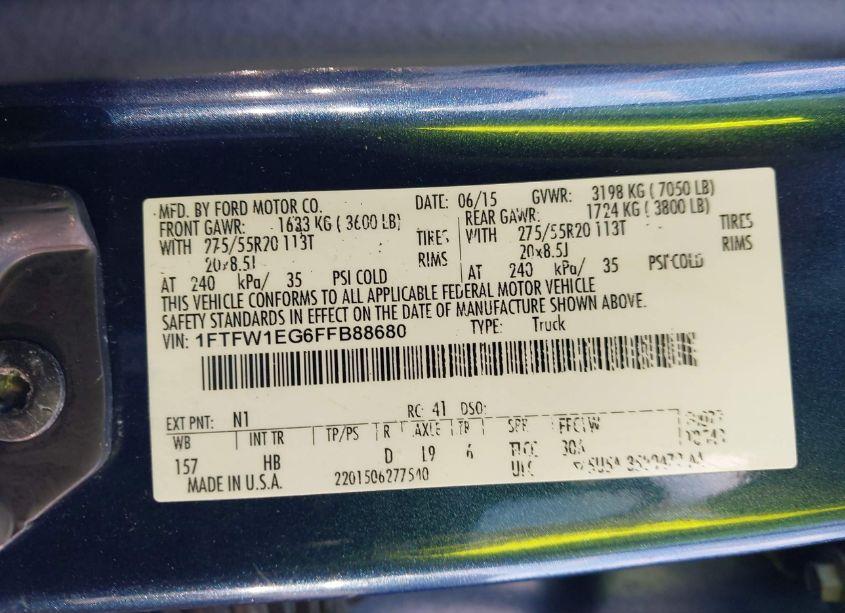 MFD. BY FORD MOTOR CO. DATE: 06/15 GVWR: 3198 KG ( 7050 LB)
FRONT GAWR: 1633 KG ( 3600 LB) REAR GAWR: 1724 KG ( 3800 LB)
WITH 275/55R20 113T TIRES WITH 275/55R20 113T TIRES
20x8.5J RIMS 20x8.5J RIMS
AT 240 kPa/ 35 PSI COLD AT 240 kPa/ 35 PSI COLD
THIS VEHICLE CONFORMS TO ALL APPLICABLE FEDERAL MOTOR VEHICLE
SAFETY STANDARDS IN EFFECT ON THE DATE OF MANUFACTURE SHOWN ABOVE.
VIN: 1FTFW1EG6FFB88680 TYPE: Truck
EXT PNT: N1 RC: 41 DSO:
WB INT TR TP/PS R AXLE TR SPR
157 HB D 19 6
MADE IN U.S.A. 2201506277540